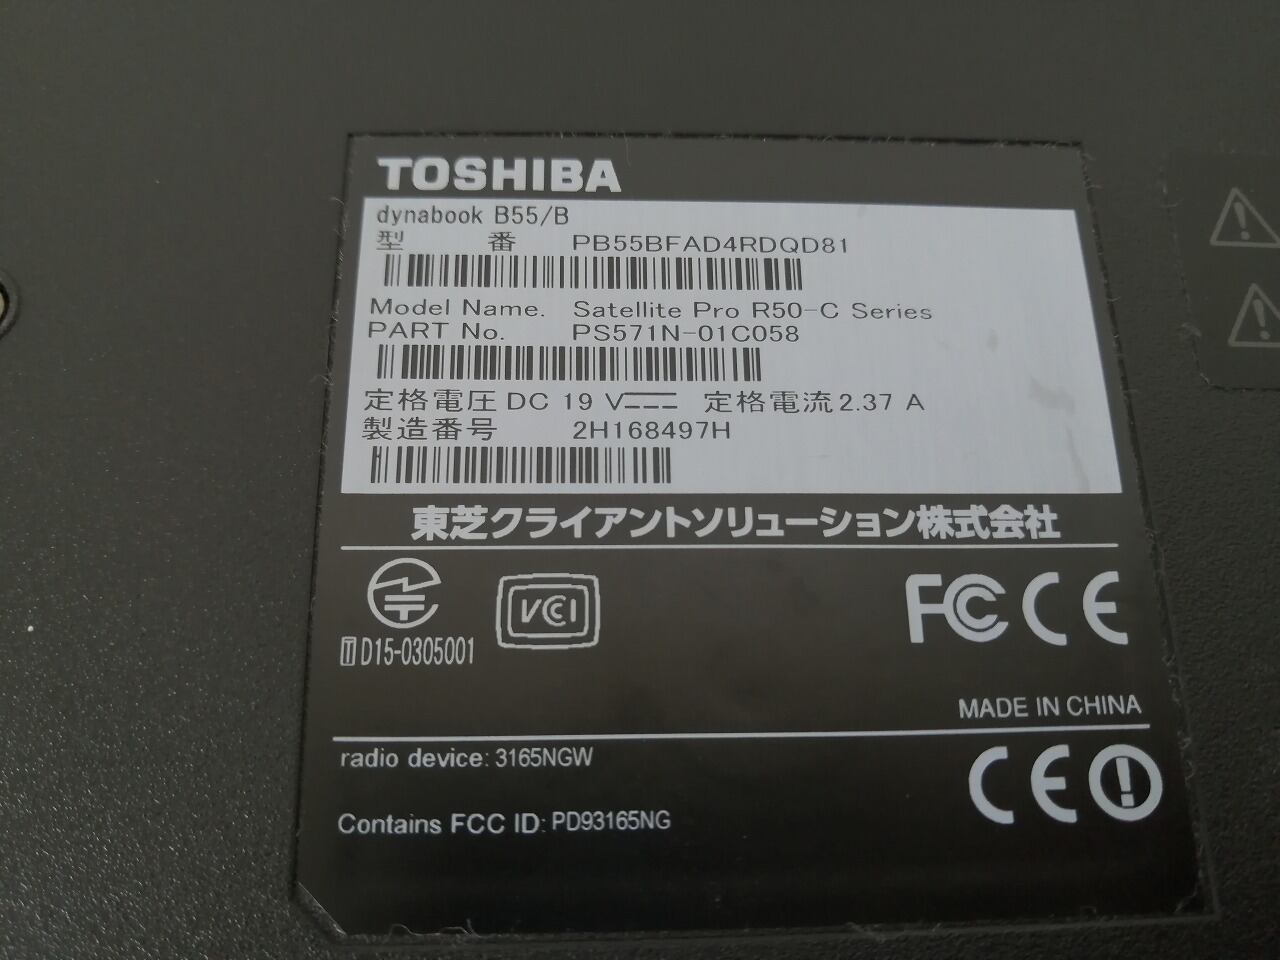 TOSHIBA
dynabook B55/B
型 番 PB55BFAD4RDQD81
Model Name. Satellite Pro R50-C Series
PART No. PS571N-01C058
定格電圧 DC 19 V 定格電流 2.37 A
製造番号 2H168497H
東芝クライアントソリューション株式会社
VCCI
FC CE
T D15-0305001
MADE IN CHINA
radio device: 3165NGW
CE
Contains FCC ID: PD93165NG